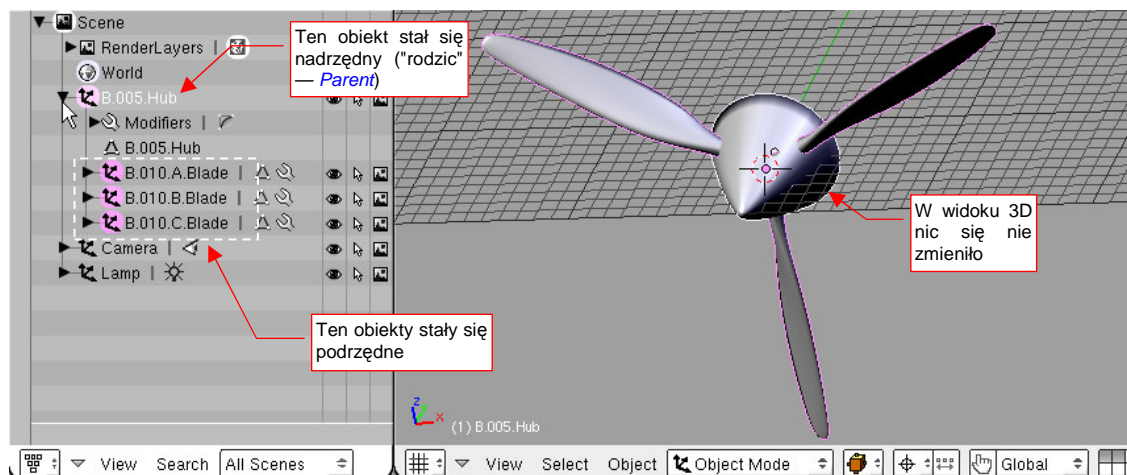 Scene
RenderLayers |
World
B.005.Hub
Modifiers |
B.005.Hub
B.010.A.Blade |
B.010.B.Blade |
B.010.C.Blade |
Camera |
Lamp |
Ten obiekt stał się
nadrzędny ("rodzic"
— Parent)
W widoku 3D
nic się nie
zmieniło
Ten obiekty stały się
podrzędne
z
y
x
(1) B.005.Hub
View Search All Scenes
View Select Object Object Mode Global